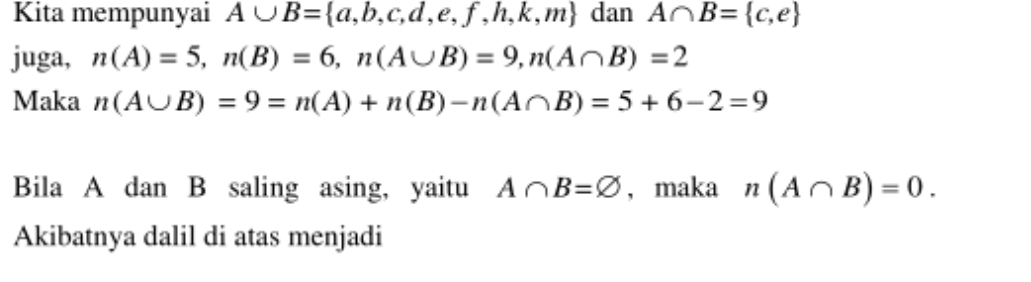 Kita mempunyai A ∪ B={a,b,c,d,e,f,h,k,m} dan A∩B={c,e}
juga, n(A) = 5, n(B) = 6, n(A∪B) = 9,n(A∩B) =2
Maka n(A∪B) = 9 = n(A) + n(B)−n(A∩B) = 5 + 6−2=9
Bila A dan B saling asing, yaitu A∩B=∅, maka n(A ∩ B)=0.
Akibatnya dalil di atas menjadi